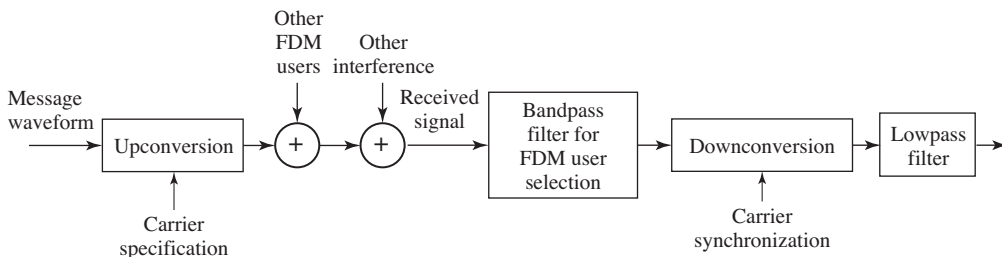 Other
FDM
users
Other
interference
Message
waveform
Upconversion
+
+
Received
signal
Bandpass
filter for
FDM user
selection
Downconversion
Lowpass
filter
Carrier
specification
Carrier
synchronization